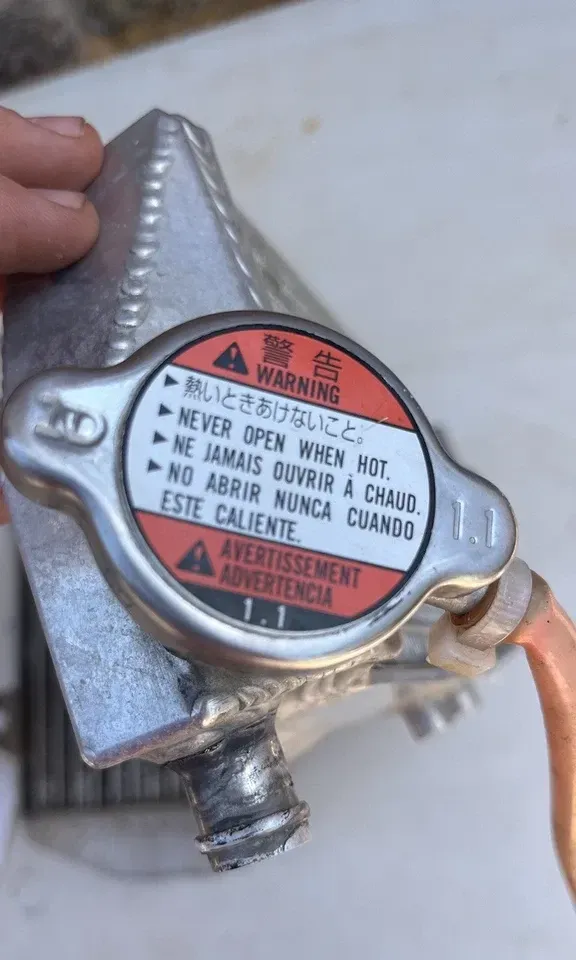 警告
WARNING
▶熱いときあけないこと。
▶NEVER OPEN WHEN HOT.
▶NE JAMAIS OUVRIR À CHAUD.
▶NO ABRIR NUNCA CUANDO
ESTE CALIENTE.
AVERTISSEMENT
ADVERTENCIA
1.1
1.1